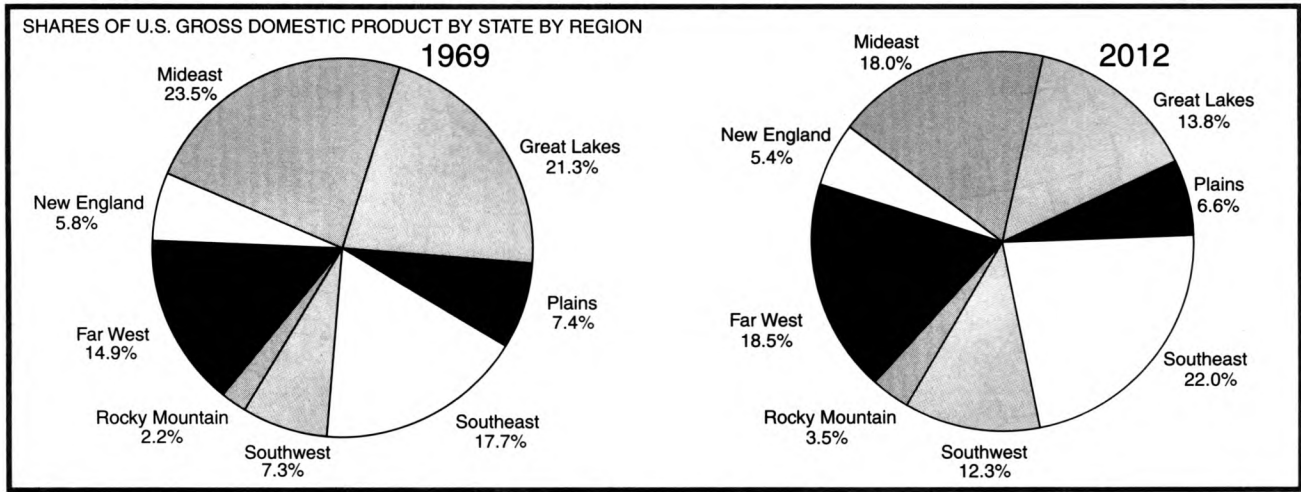 SHARES OF U.S. GROSS DOMESTIC PRODUCT BY STATE BY REGION
1969
Mideast
23.5%
Great Lakes
21.3%
New England
5.8%
Plains
7.4%
Far West
14.9%
Rocky Mountain
2.2%
Southwest
7.3%
Southeast
17.7%
2012
Mideast
18.0%
Great Lakes
13.8%
New England
5.4%
Plains
6.6%
Far West
18.5%
Southeast
22.0%
Rocky Mountain
3.5%
Southwest
12.3%